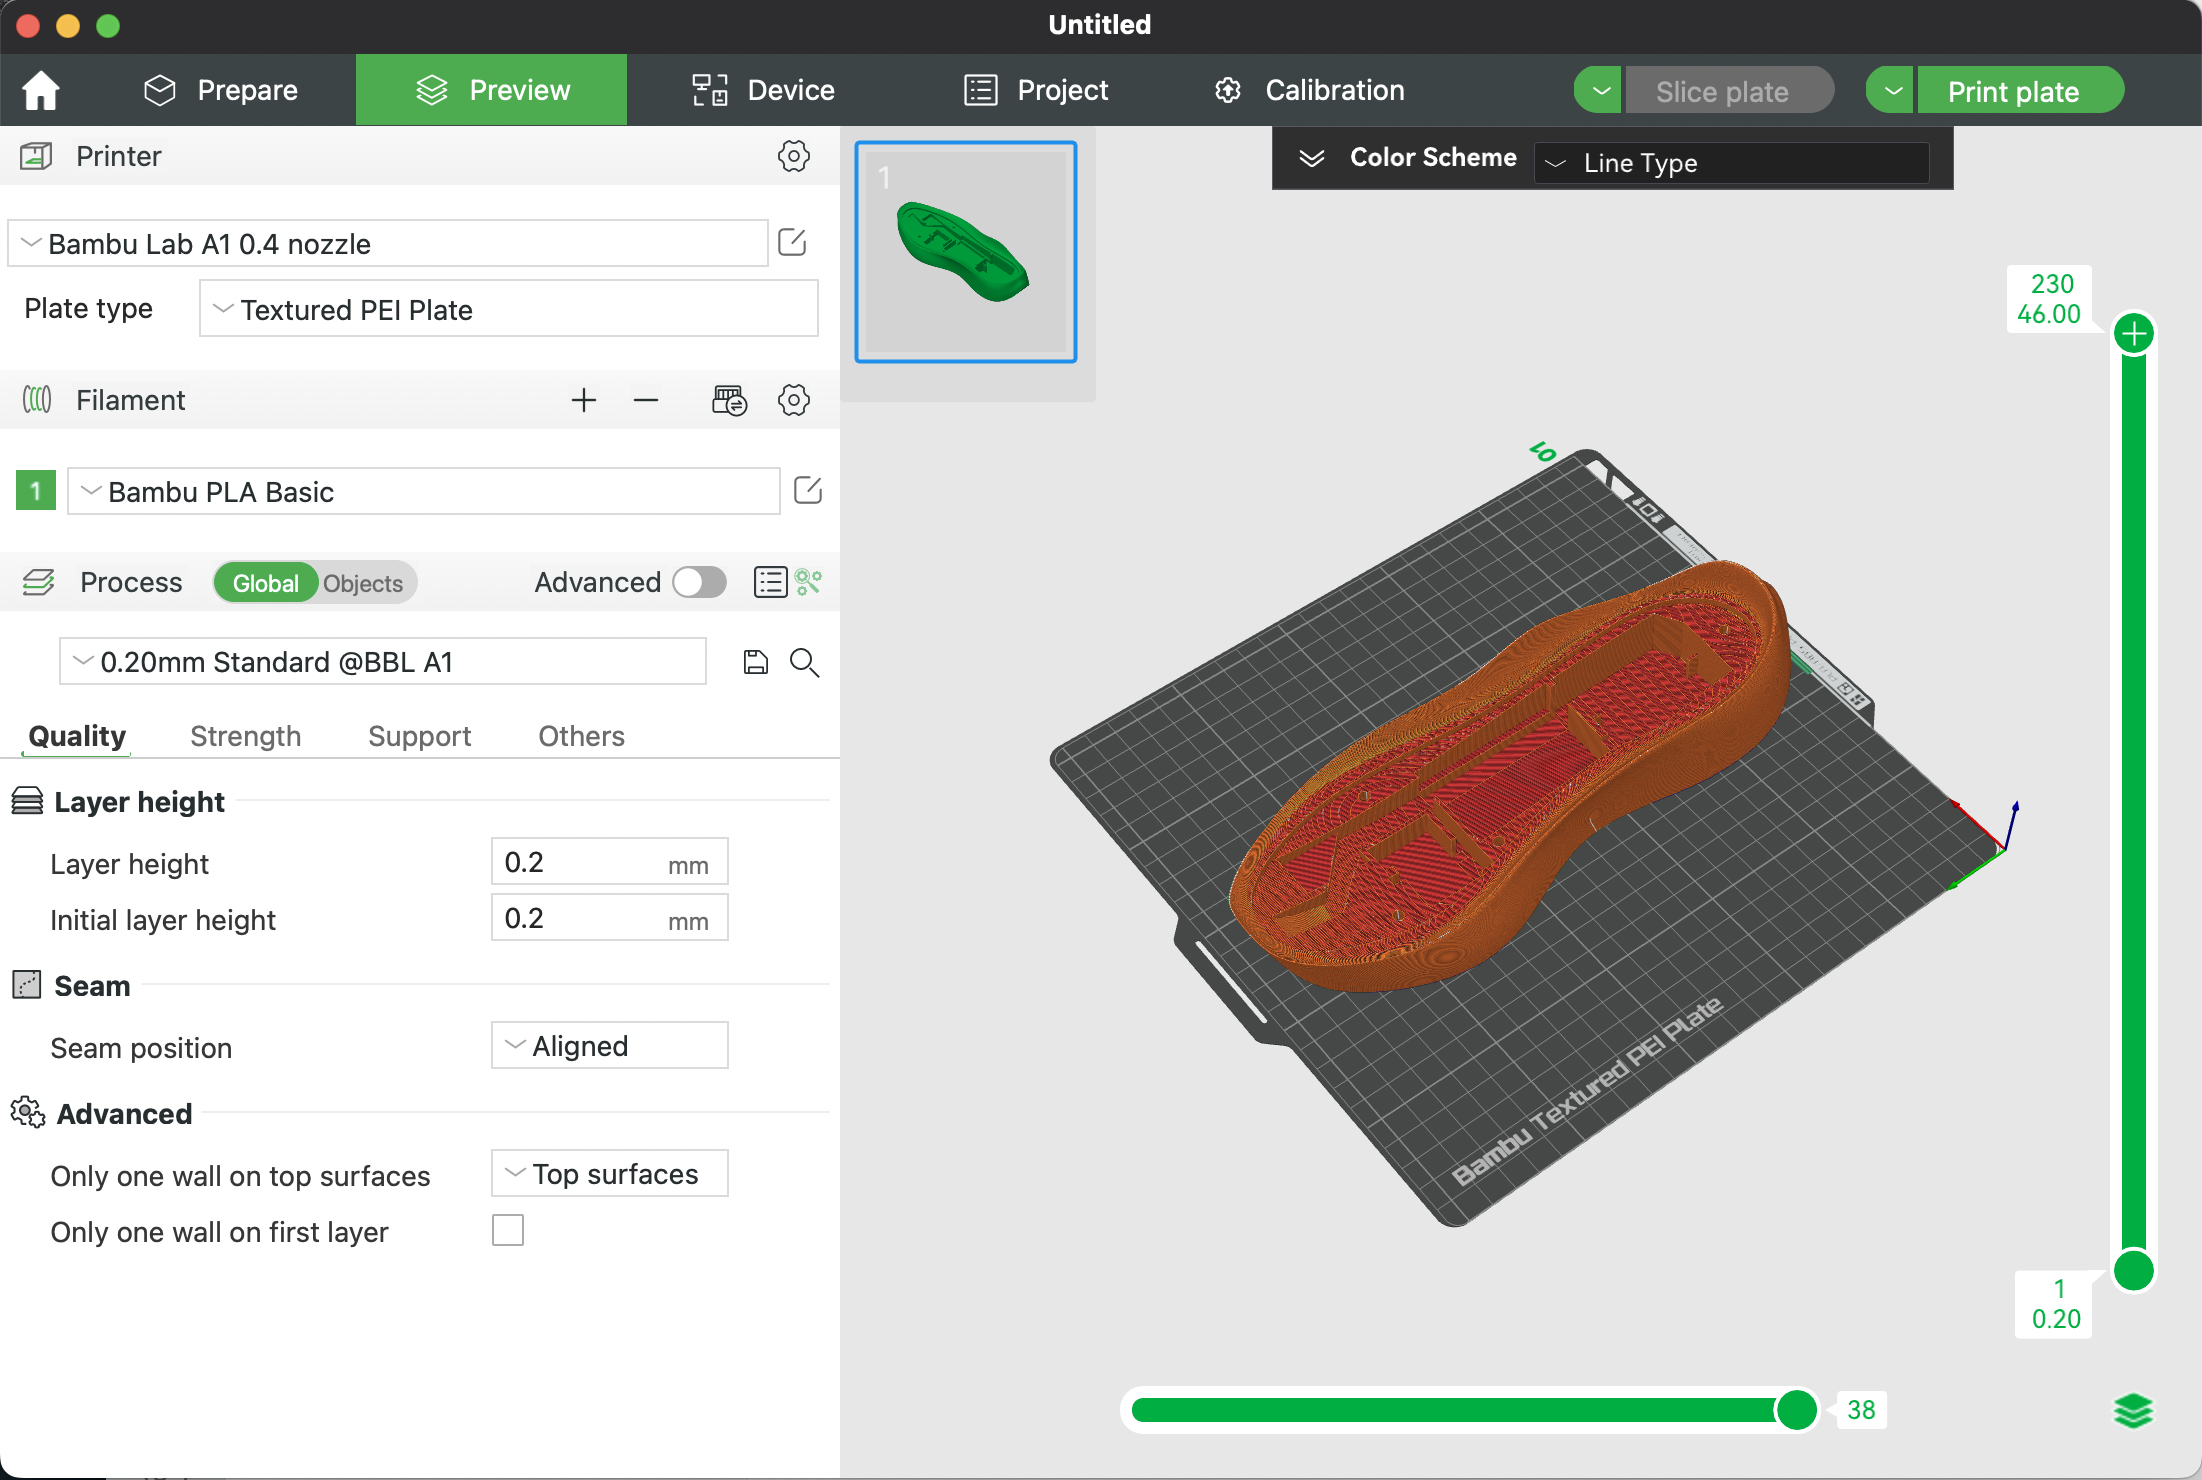 Untitled
Prepare
Preview
Device
Project
Calibration
Slice plate
Print plate
Printer
Bambu Lab A1 0.4 nozzle
Plate type
Textured PEI Plate
Filament
1
Bambu PLA Basic
Process
Global
Objects
Advanced
0.20mm Standard @BBL A1
Quality
Strength
Support
Others
Layer height
Layer height
0.2
mm
Initial layer height
0.2
mm
Seam
Seam position
Aligned
Advanced
Only one wall on top surfaces
Top surfaces
Only one wall on first layer
1
Color Scheme
Line Type
230
46.00
01
Bambu Textured PEI Plate
1
0.20
38